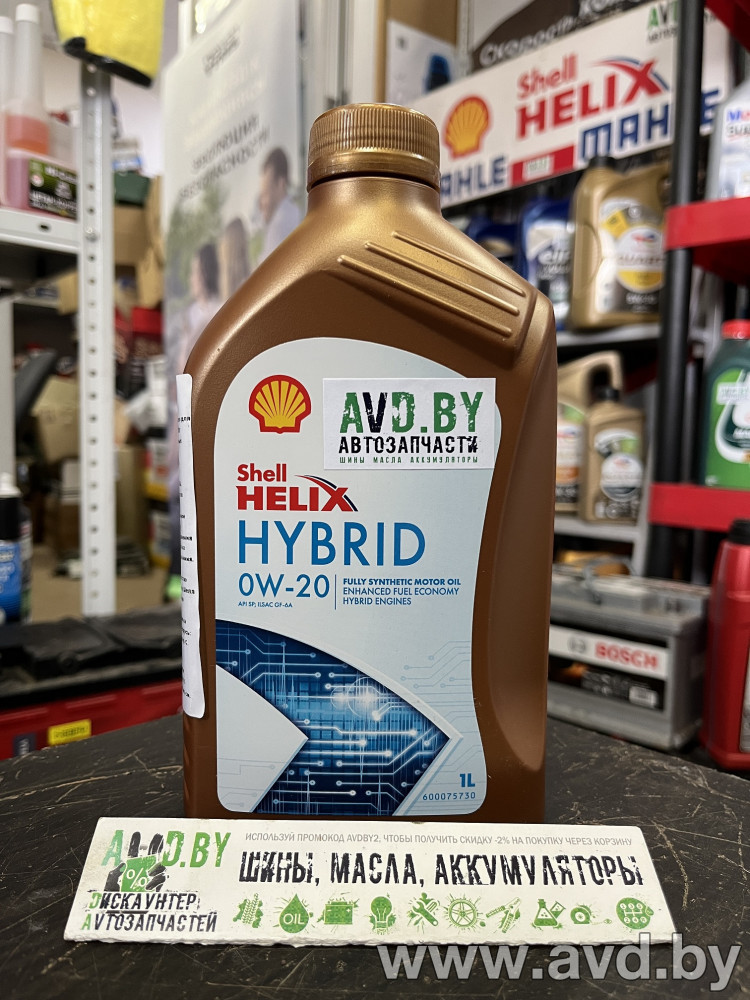 Shell
HELIX
MAHLE
MAHLE
AVD.BY
АВТОЗАПЧАСТИ
ШИНЫ МАСЛА АККУМУЛЯТОРЫ
Shell
HELIX
HYBRID
0W-20
FULLY SYNTHETIC MOTOR OIL
ENHANCED FUEL ECONOMY
HYBRID ENGINES
API SP; ILSAC GF-6A
BOSCH
1L
600075730
ИСПОЛЬЗУЙ ПРОМОКОД AVDBY2, ЧТОБЫ ПОЛУЧИТЬ СКИДКУ -2% НА ПОКУПКУ ЧЕРЕЗ КОРЗИНУ
AVD.BY
ШИНЫ, МАСЛА, АККУМУЛЯТОРЫ
ДИСКАУНТЕР
АVТОЗАПЧАСТЕЙ
OIL
www.avd.by